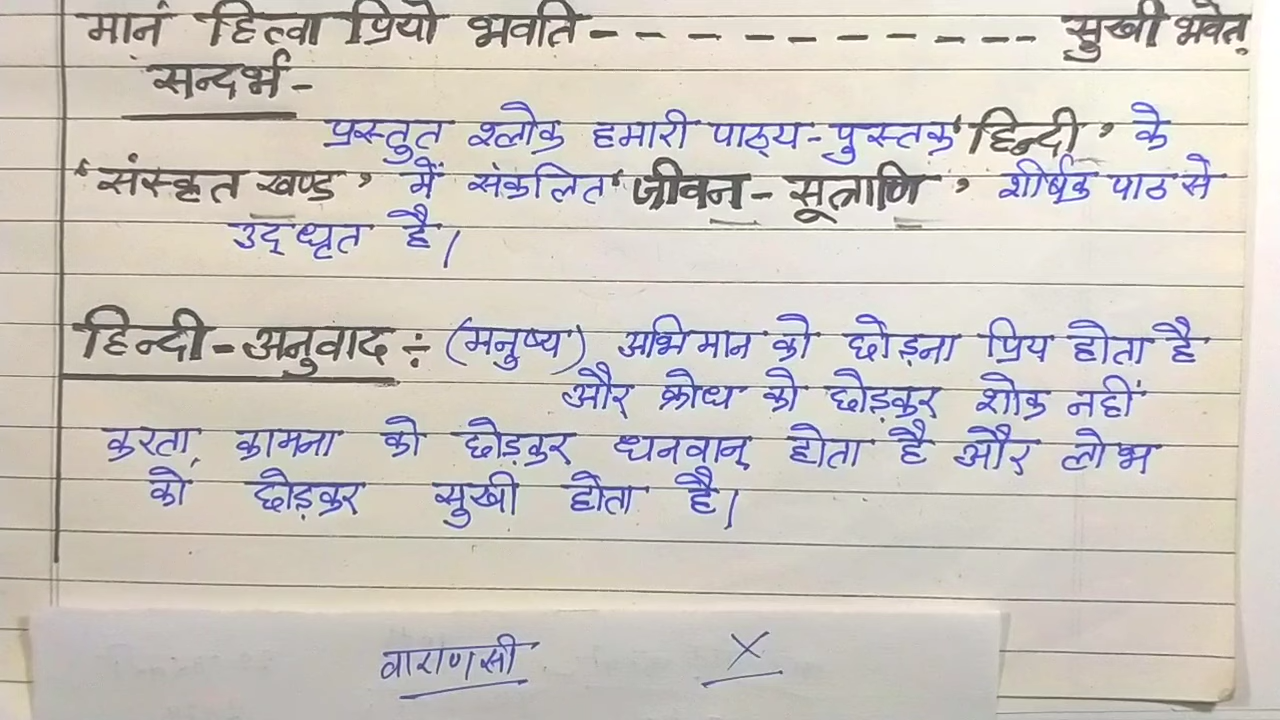 मानं हित्वा प्रियो भवति - - - - - - - - - - - सुखी भवेत्
सन्दर्भ -
प्रस्तुत श्लोक हमारी पाठ्य-पुस्तक 'हिन्दी' के
'संस्कृत खण्ड' में संकलित 'जीवन - सूत्राणि' शीर्षक पाठ से
उद्धृत है।
हिन्दी - अनुवाद ÷ (मनुष्य) अभिमान को छोड़ना प्रिय होता है
और क्रोध को छोड़कर शोक नहीं
करता, कामना को छोड़कर धनवान् होता है और लोभ
को छोड़कर सुखी होता है।
वाराणसी X